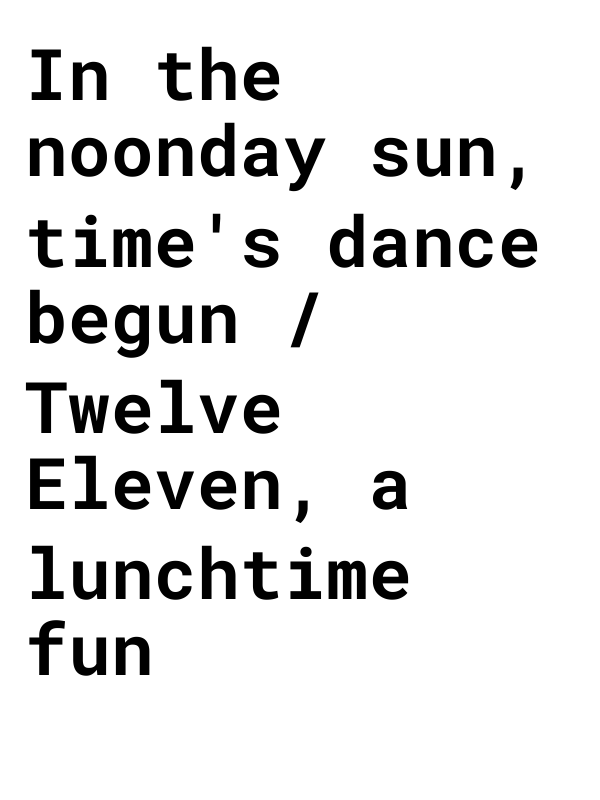 In the
noonday sun,
time's dance
begun /
Twelve
Eleven, a
lunchtime
fun